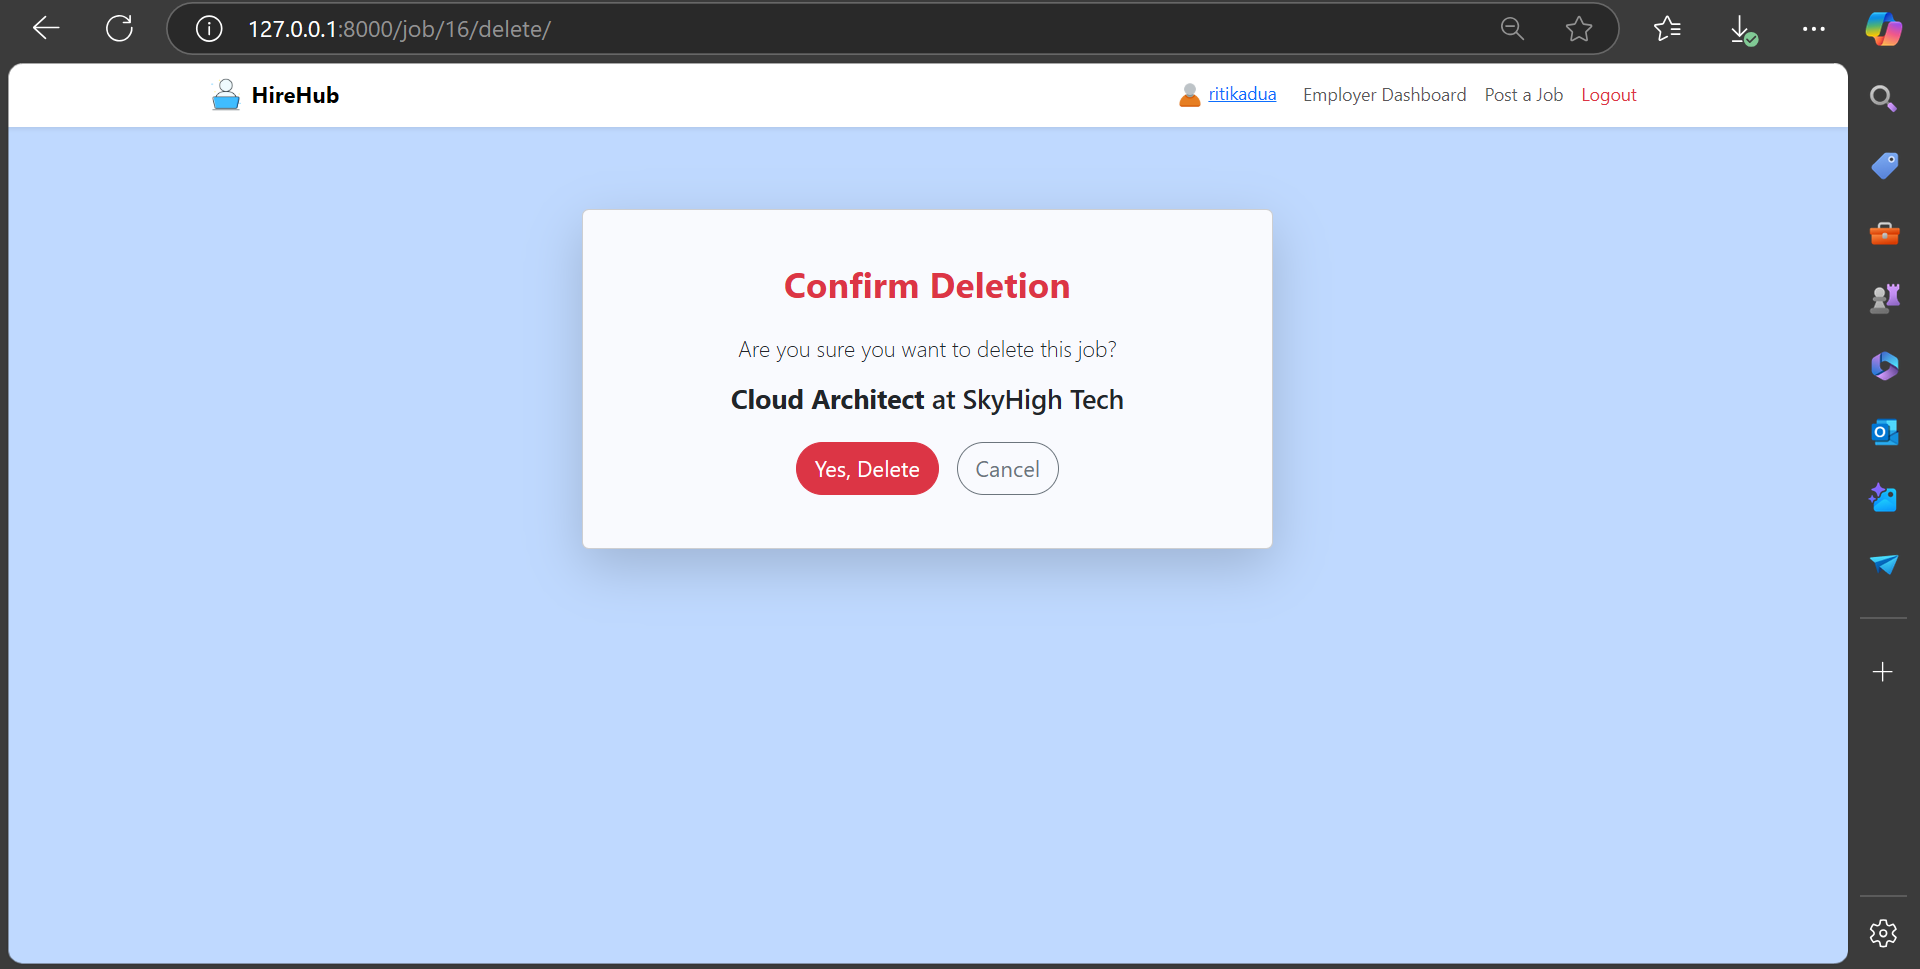 127.0.0.1:8000/job/16/delete/
HireHub
ritikadua Employer Dashboard Post a Job Logout
Confirm Deletion
Are you sure you want to delete this job?
Cloud Architect at SkyHigh Tech
Yes, Delete Cancel